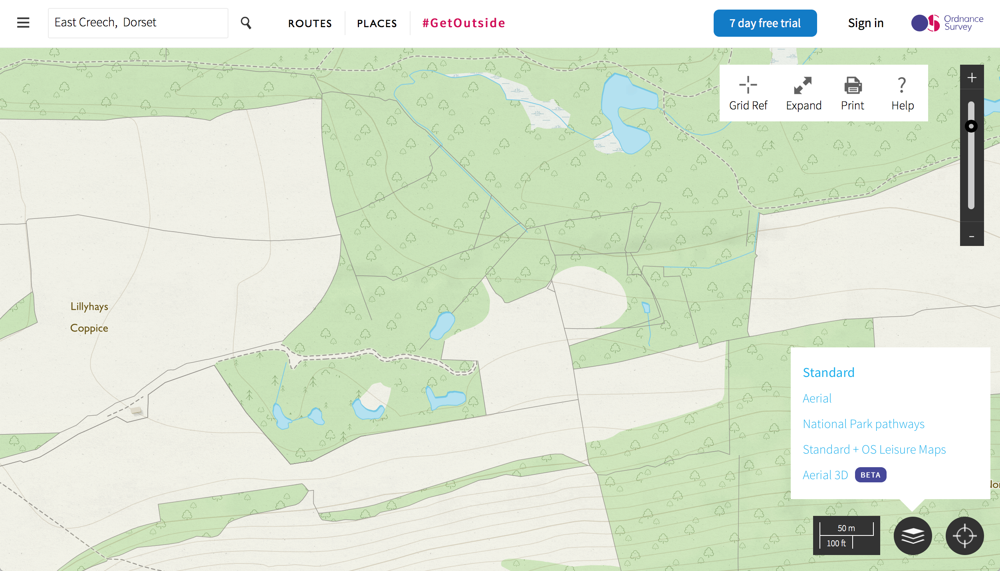 East Creech, Dorset
ROUTES
PLACES
#GetOutside
7 day free trial
Sign in
Ordnance
Survey
Grid Ref
Expand
Print
?
Help
+
-
Lillyhays
Coppice
Standard
Aerial
National Park pathways
Standard + OS Leisure Maps
Aerial 3D BETA
50 m
100 ft